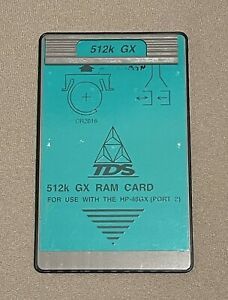 512k GX
CR2016
TDS
512k GX RAM CARD
FOR USE WITH THE HP-48GX (PORT 2)